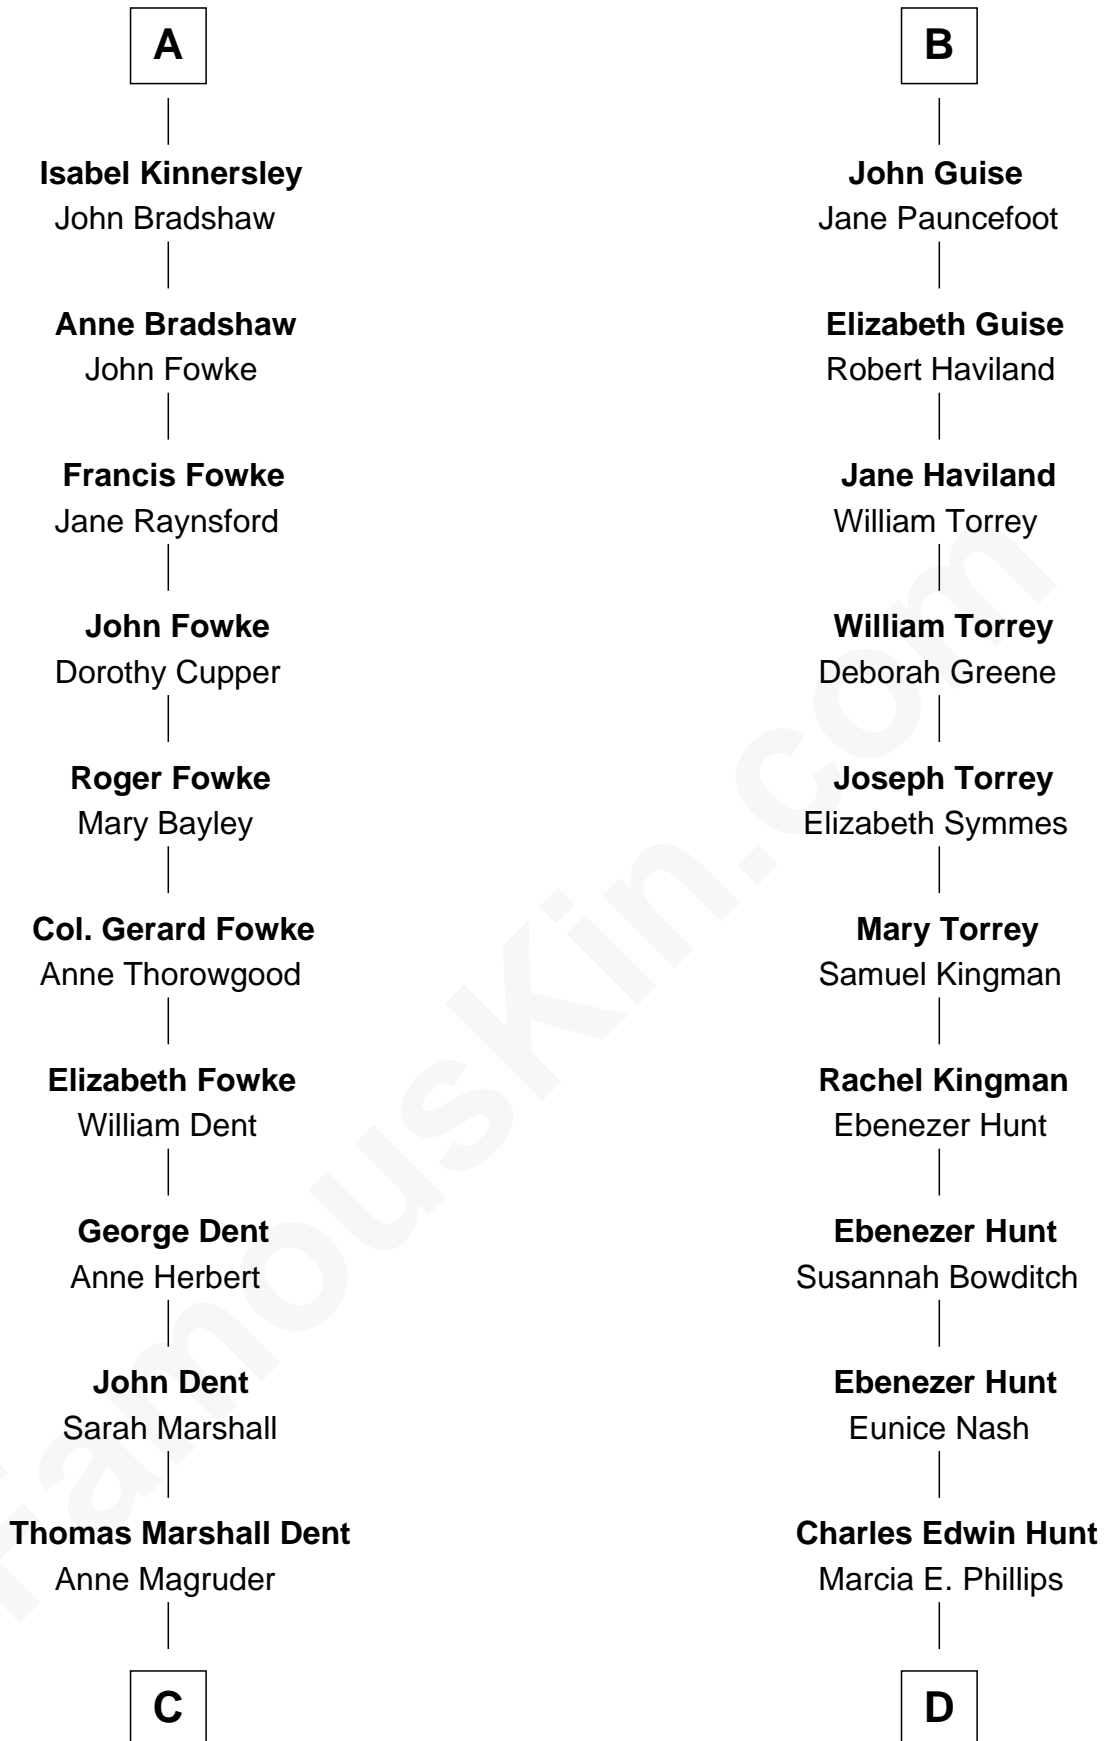 A
Isabel Kinnersley
John Bradshaw
Anne Bradshaw
John Fowke
Francis Fowke
Jane Raynsford
John Fowke
Dorothy Cupper
Roger Fowke
Mary Bayley
Col. Gerard Fowke
Anne Thorowgood
Elizabeth Fowke
William Dent
George Dent
Anne Herbert
John Dent
Sarah Marshall
Thomas Marshall Dent
Anne Magruder
C
B
John Guise
Jane Pauncefoot
Elizabeth Guise
Robert Haviland
Jane Haviland
William Torrey
William Torrey
Deborah Greene
Joseph Torrey
Elizabeth Symmes
Mary Torrey
Samuel Kingman
Rachel Kingman
Ebenezer Hunt
Ebenezer Hunt
Susannah Bowditch
Ebenezer Hunt
Eunice Nash
Charles Edwin Hunt
Marcia E. Phillips
D
FamousKin.com